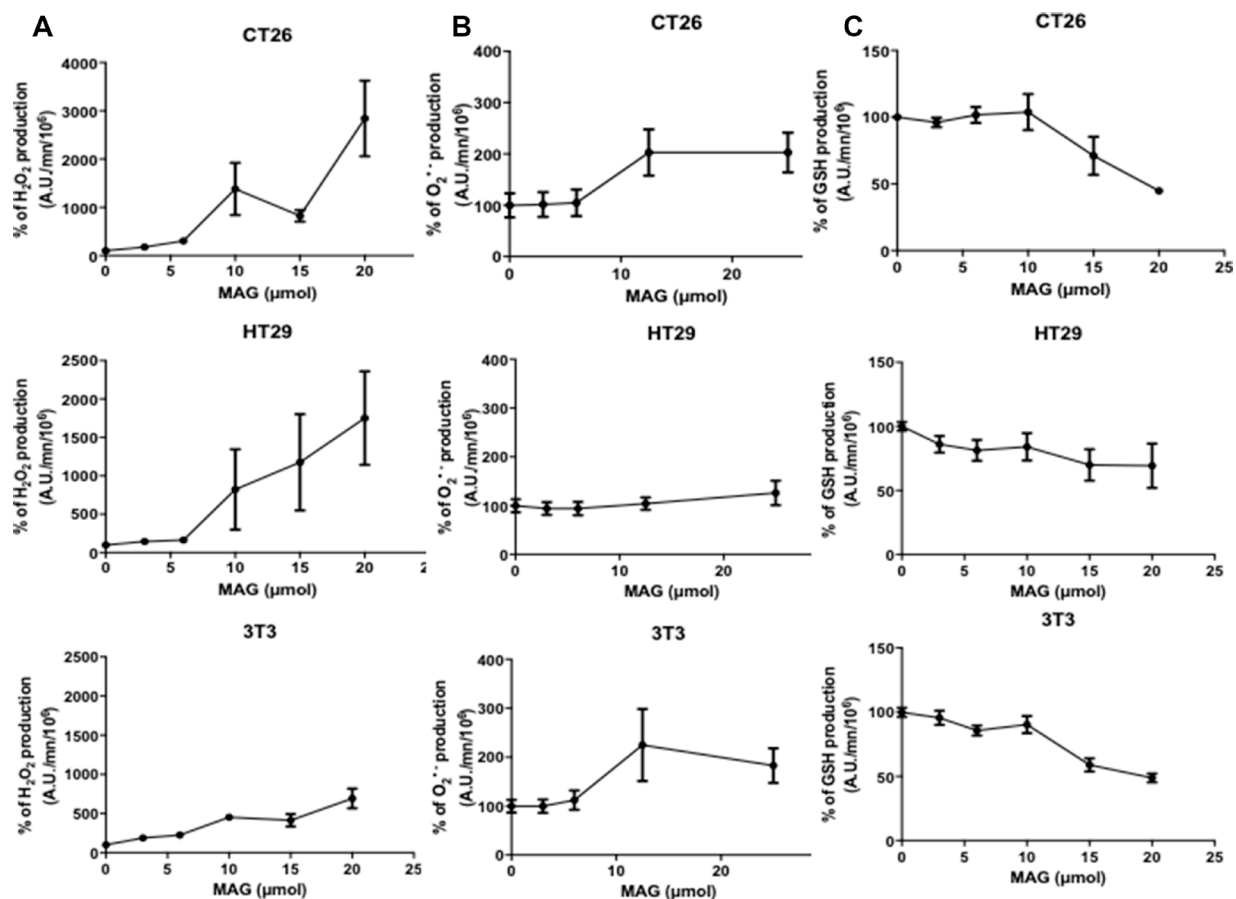 A
CT26
% of H₂O₂ production
(A.U./mn/10⁶)
4000
3000
2000
1000
0
0 5 10 15 20
MAG (µmol)
B
CT26
% of O₂•- production
(A.U./mn/10⁶)
400
300
200
100
0
0 10 20
MAG (µmol)
C
CT26
% of GSH production
(A.U./mn/10⁶)
150
100
50
0
0 5 10 15 20 25
MAG (µmol)
HT29
% of H₂O₂ production
(A.U./mn/10⁶)
2500
2000
1500
1000
500
0
0 5 10 15 20
MAG (µmol)
HT29
% of O₂•- production
(A.U./mn/10⁶)
400
300
200
100
0
0 10 20
MAG (µmol)
HT29
% of GSH production
(A.U./mn/10⁶)
150
100
50
0
0 5 10 15 20 25
MAG (µmol)
3T3
% of H₂O₂ production
(A.U./mn/10⁶)
2500
2000
1500
1000
500
0
0 5 10 15 20 25
MAG (µmol)
3T3
% of O₂•- production
(A.U./mn/10⁶)
400
300
200
100
0
0 10 20
MAG (µmol)
3T3
% of GSH production
(A.U./mn/10⁶)
150
100
50
0
0 5 10 15 20 25
MAG (µmol)